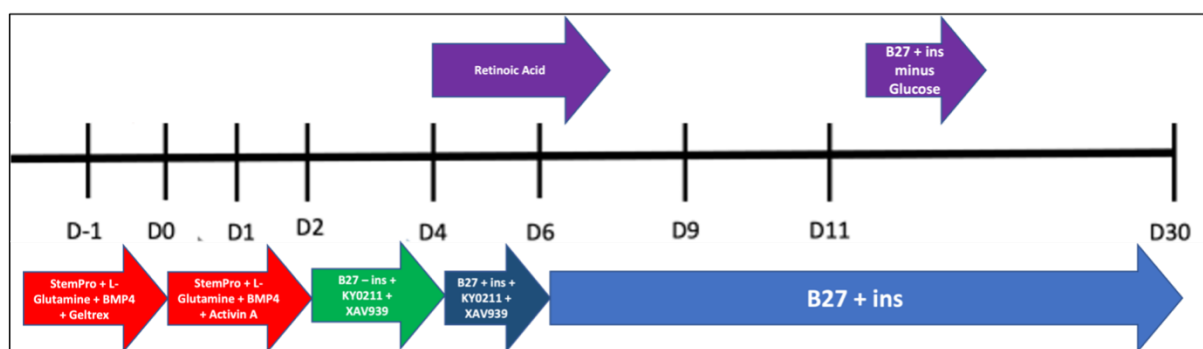 Retinoic Acid
B27 + ins
minus
Glucose
D-1
D0
D1
D2
D4
D6
D9
D11
D30
StemPro + L-
Glutamine + BMP4
+ Geltrex
StemPro + L-
Glutamine + BMP4
+ Activin A
B27 – ins +
KY0211 +
XAV939
B27 + ins +
KY0211 +
XAV939
B27 + ins